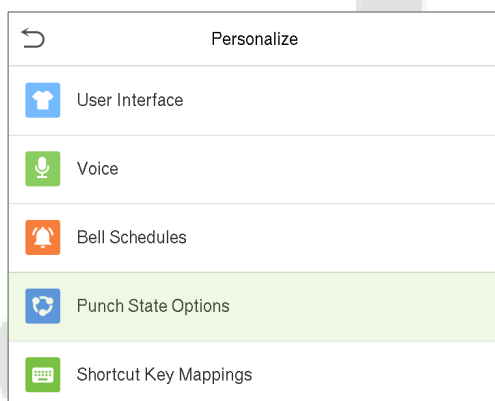 Personalize
User Interface
Voice
Bell Schedules
Punch State Options
Shortcut Key Mappings